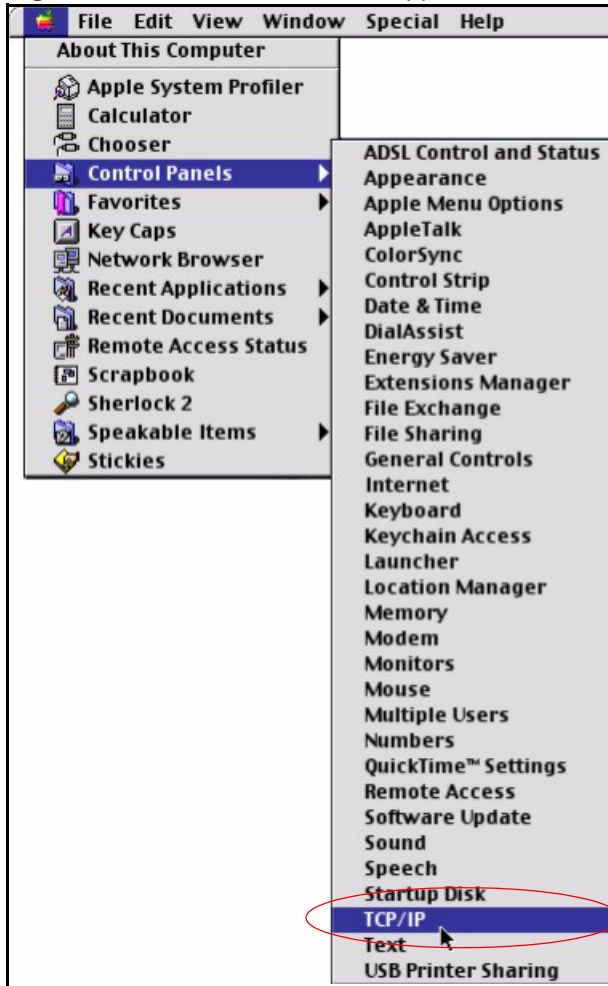 File Edit View Window Special Help
About This Computer
Apple System Profiler
Calculator
Chooser
Control Panels
Favorites
Key Caps
Network Browser
Recent Applications
Recent Documents
Remote Access Status
Scrapbook
Sherlock 2
Speakable Items
Stickies
ADSL Control and Status
Appearance
Apple Menu Options
AppleTalk
ColorSync
Control Strip
Date & Time
DialAssist
Energy Saver
Extensions Manager
File Exchange
File Sharing
General Controls
Internet
Keyboard
Keychain Access
Launcher
Location Manager
Memory
Modem
Monitors
Mouse
Multiple Users
Numbers
QuickTime™ Settings
Remote Access
Software Update
Sound
Speech
Startup Disk
TCP/IP
Text
USB Printer Sharing